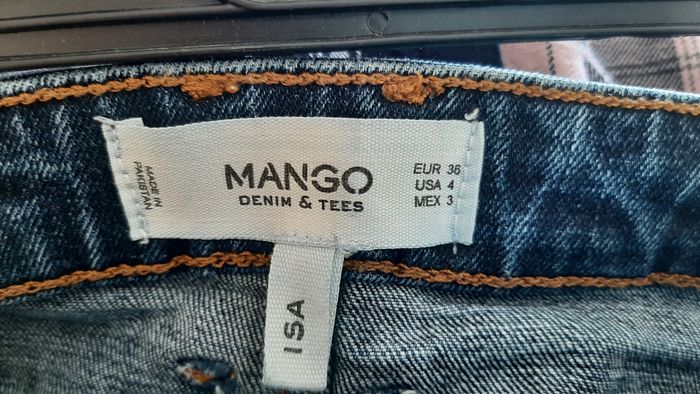 MADE IN
PAKISTAN
MANGO
DENIM & TEES
EUR 36
USA 4
MEX 3
ISA